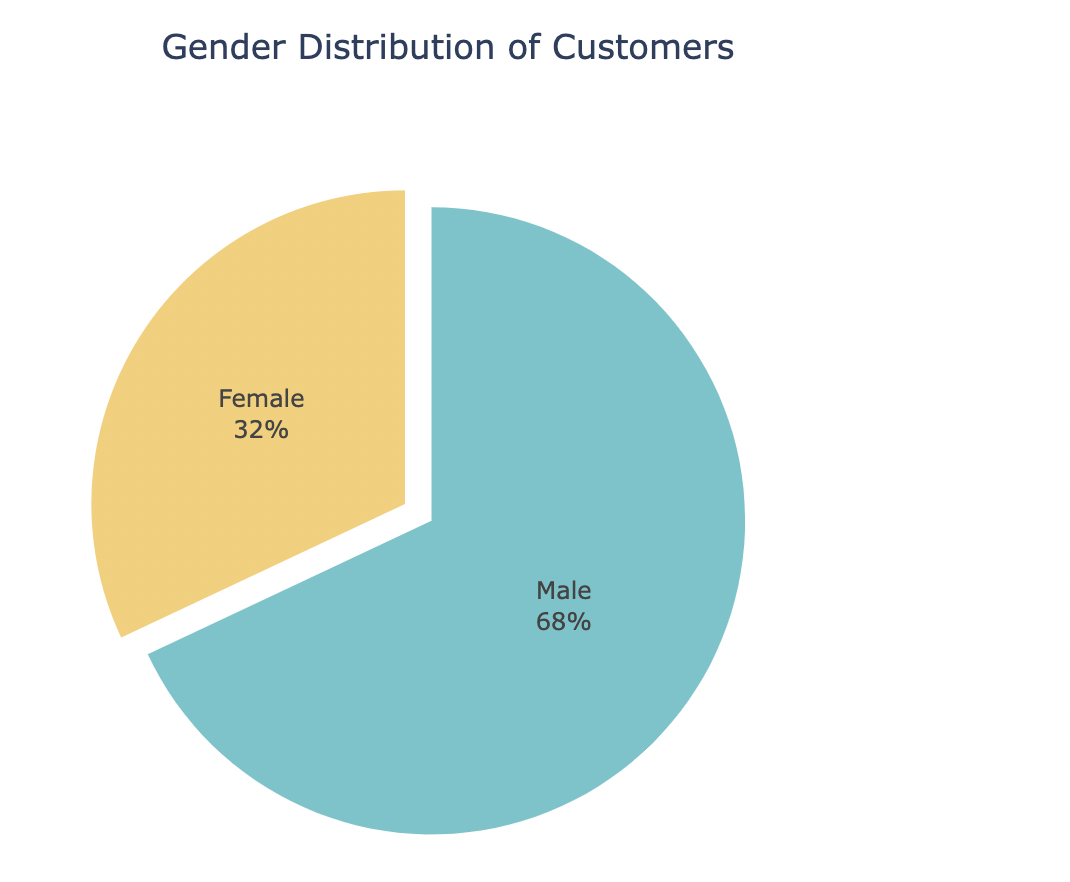 Gender Distribution of Customers
Female
32%
Male
68%